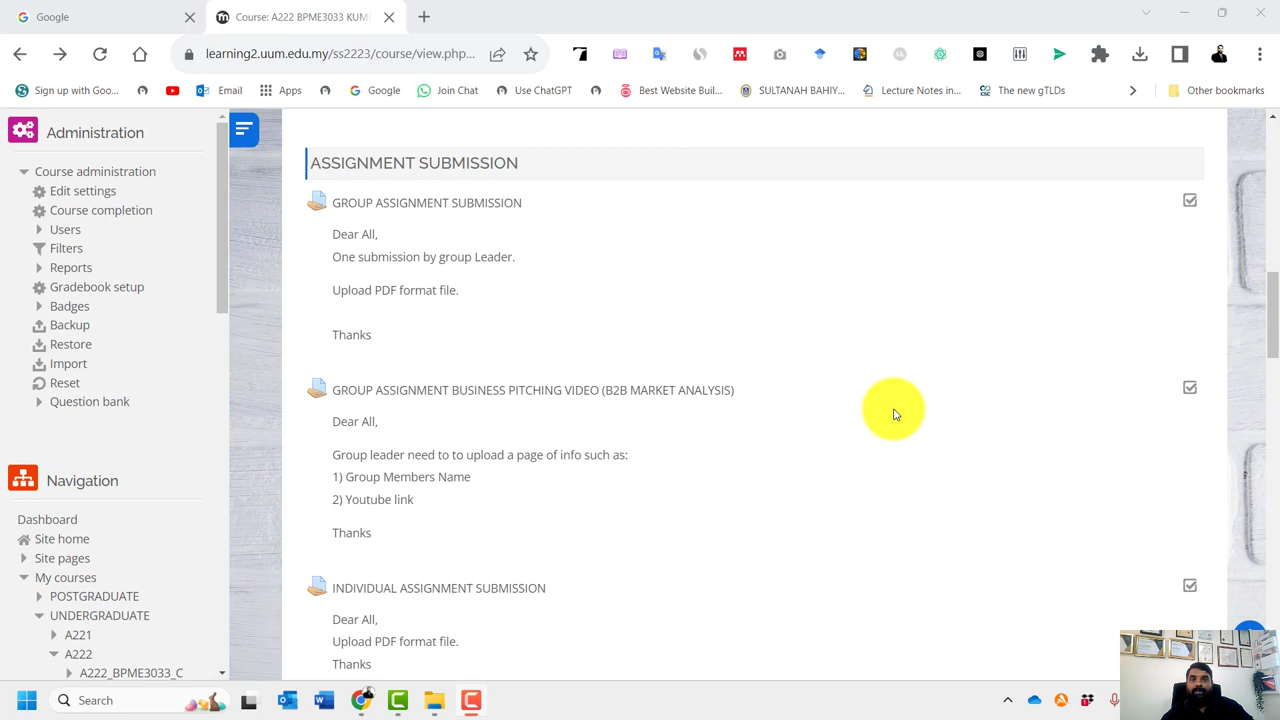 Google
Course: A222 BPME3033 KUM
learning2.uum.edu.my/ss2223/course/view.php...
Sign up with Goo...
Email
Apps
Google
Join Chat
Use ChatGPT
Best Website Buil...
SULTANAH BAHIY...
Lecture Notes in...
The new gTLDs
Other bookmarks
Administration
Course administration
Edit settings
Course completion
Users
Filters
Reports
Gradebook setup
Badges
Backup
Restore
Import
Reset
Question bank
Navigation
Dashboard
Site home
Site pages
My courses
POSTGRADUATE
UNDERGRADUATE
A221
A222
A222_BPME3033_C
ASSIGNMENT SUBMISSION
GROUP ASSIGNMENT SUBMISSION
Dear All,
One submission by group Leader.
Upload PDF format file.
Thanks
GROUP ASSIGNMENT BUSINESS PITCHING VIDEO (B2B MARKET ANALYSIS)
Dear All,
Group leader need to to upload a page of info such as:
1) Group Members Name
2) Youtube link
Thanks
INDIVIDUAL ASSIGNMENT SUBMISSION
Dear All,
Upload PDF format file.
Thanks
Search